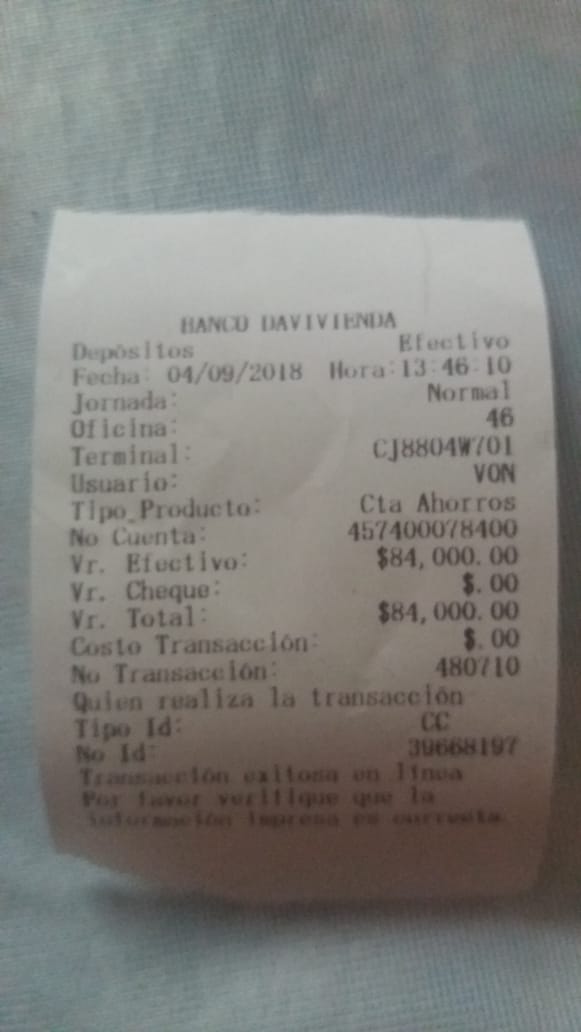 BANCO DAVIVIENDA
Depósitos Efectivo
Fecha: 04/09/2018 Hora:13:46:10
Jornada: Normal
Oficina: 46
Terminal: CJ8804W701
Usuario: VON
Tipo_Producto: Cta Ahorros
No Cuenta: 457400078400
Vr. Efectivo: $84,000.00
Vr. Cheque: $.00
Vr. Total: $84,000.00
Costo Transacción: $.00
No Transacción: 480710
Quien realiza la transacción
Tipo Id: CC
No Id: 39668197
Transacción exitosa en línea
Por favor verifique que la
información impresa es correcta.